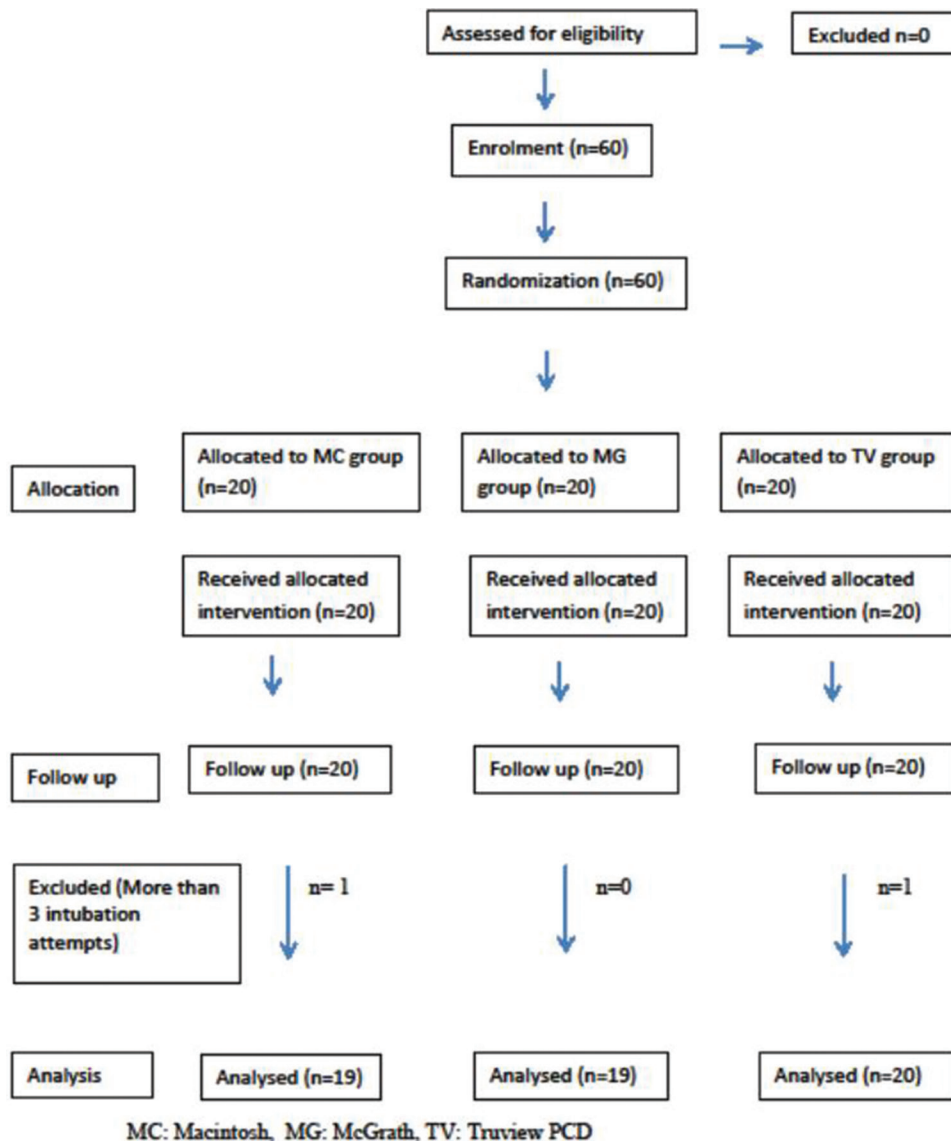 Assessed for eligibility
Excluded n=0
Enrolment (n=60)
Randomization (n=60)
Allocation
Allocated to MC group
(n=20)
Allocated to MG
group (n=20)
Allocated to TV group
(n=20)
Received allocated
intervention (n=20)
Received allocated
intervention (n=20)
Received allocated
intervention (n=20)
Follow up
Follow up (n=20)
Follow up (n=20)
Follow up (n=20)
Excluded (More than
3 intubation
attempts)
n= 1
n=0
n=1
Analysis
Analysed (n=19)
Analysed (n=19)
Analysed (n=20)
MC: Macintosh, MG: McGrath, TV: Truview PCD